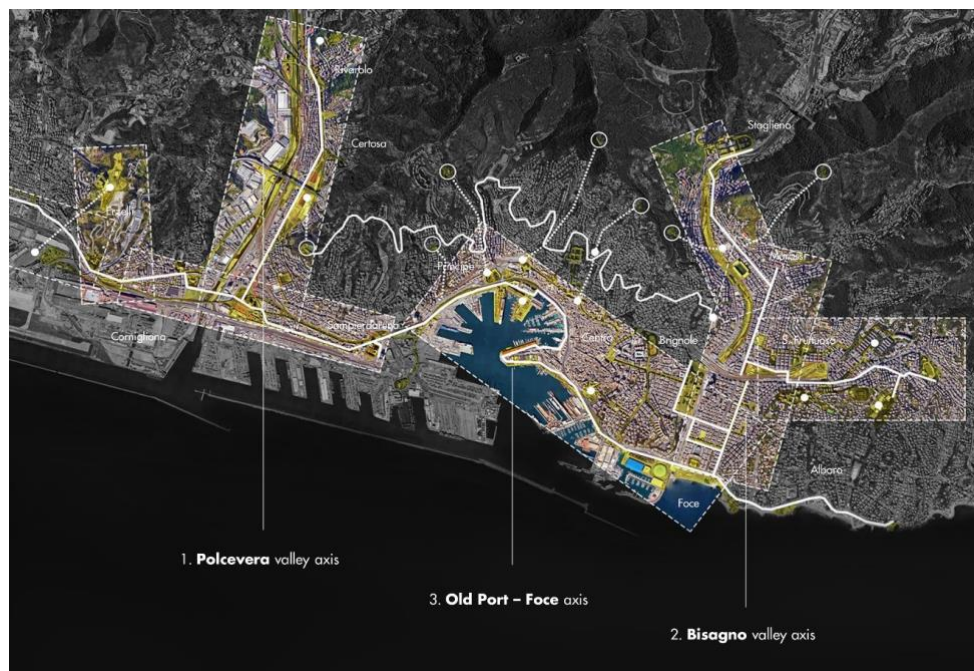 Rivarolo
Certosa
Staglieno
Principe
Sampierdarena
Cornigliano
Centro
Brignole
S. Fruttuoso
Albaro
Foce
1. Polcevera valley axis
3. Old Port – Foce axis
2. Bisagno valley axis